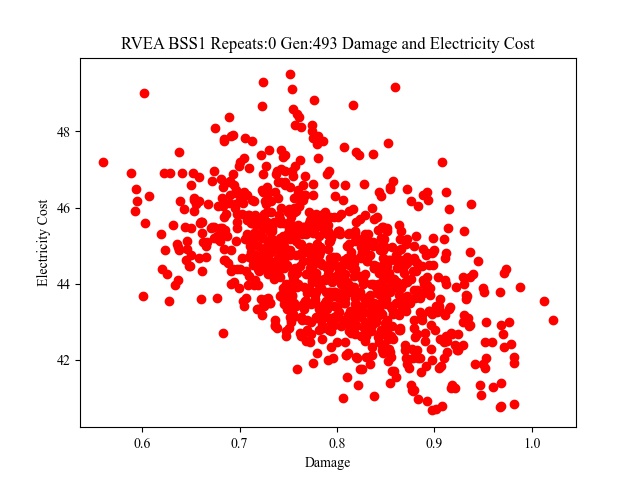 RVEA BSS1 Repeats:0 Gen:493 Damage and Electricity Cost
Electricity Cost
48
46
44
42
0.6 0.7 0.8 0.9 1.0
Damage